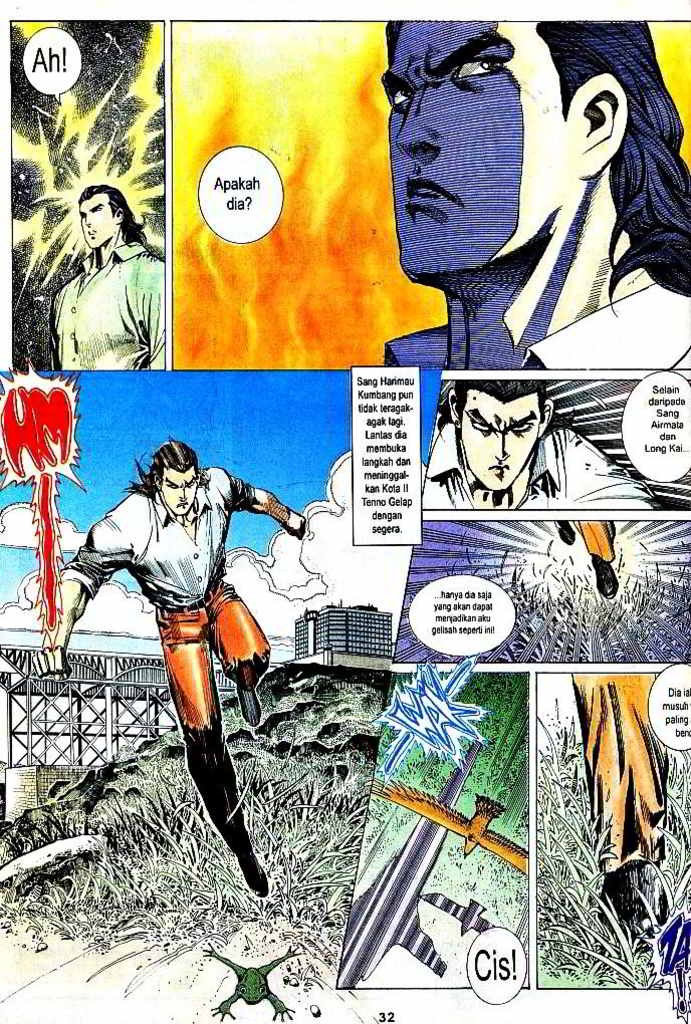 Ah!
Apakah
dia?
HM
Sang Harimau
Kumbang pun
tidak teragak-
agak lagi.
Lantas dia
membuka
langkah dan
meninggal-
kan Kota II
Tenno Gelap
dengan
segera.
Selain
daripada
Sang
Airmata
dan
Long Kai...
...hanya dia saja
yang akan dapat
menjadikan aku
gelisah seperti ini!
Cis!
Dia ial
musuh
paling
32